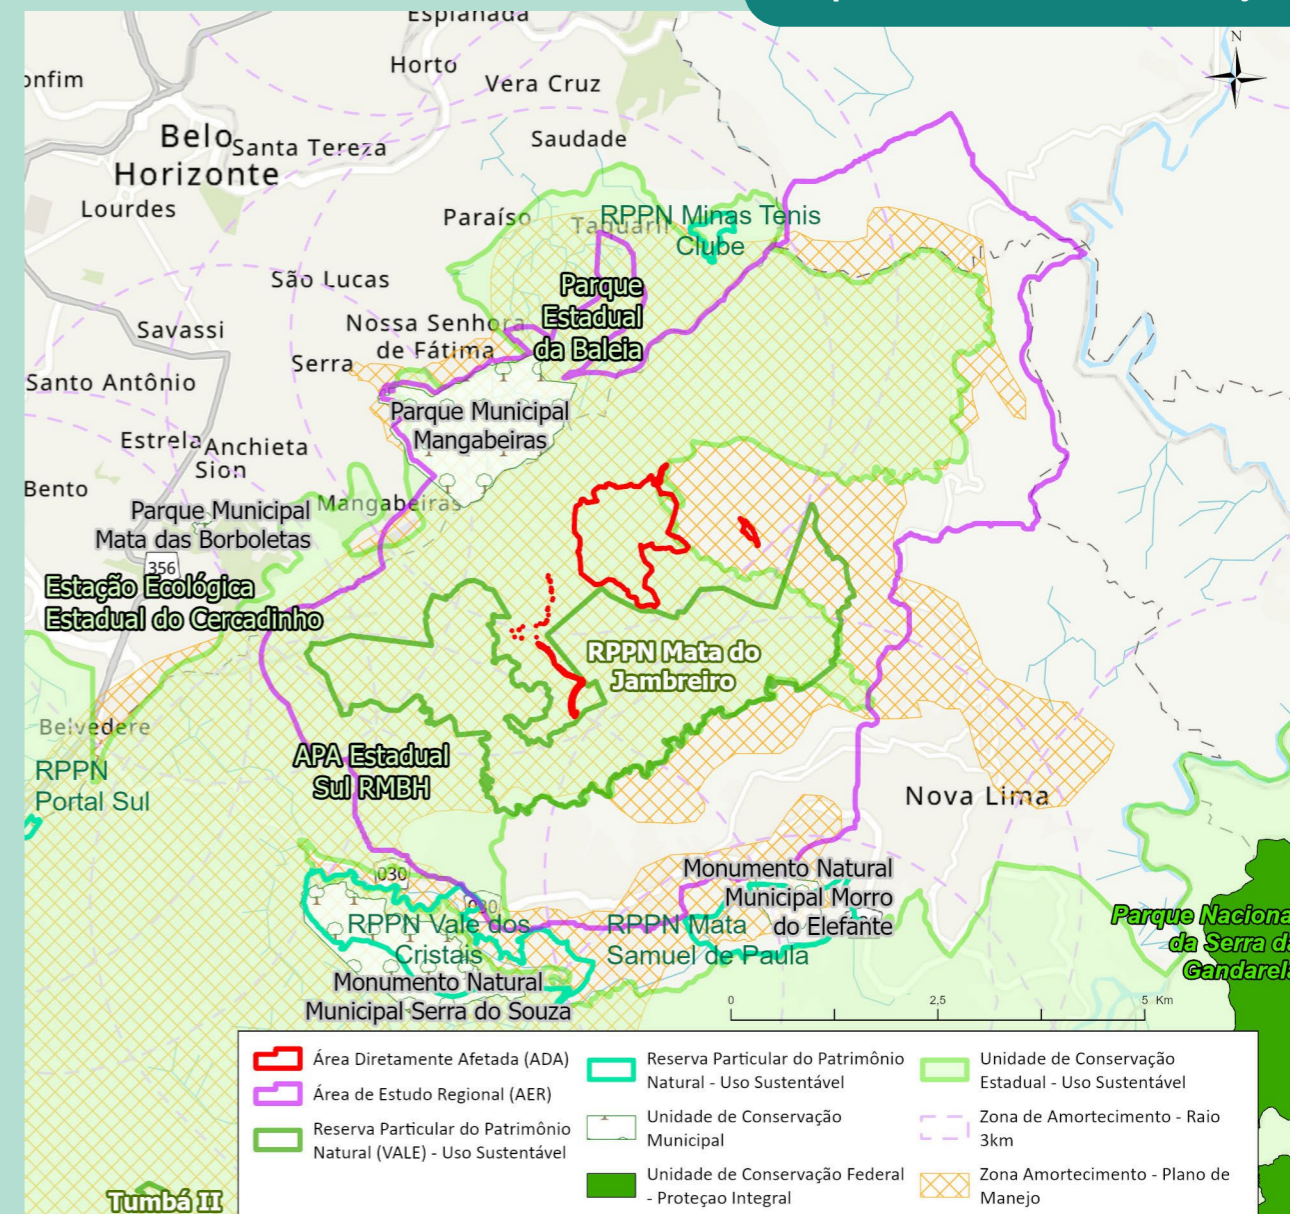 Esplanada
N
Horto
onfim
Vera Cruz
Belo
Horizonte
Santa Tereza
Saudade
Lourdes
Paraíso
Taquaril
RPPN Minas Tenis
Clube
São Lucas
Parque
Estadual
da Baleia
Savassi
Nossa Senhora
de Fátima
Serra
Santo Antônio
Parque Municipal
Mangabeiras
Estrela
Anchieta
Sion
Bento
Mangabeiras
Parque Municipal
Mata das Borboletas
356
Estação Ecológica
Estadual do Cercadinho
RPPN Mata do
Jambreiro
Belvedere
APA Estadual
Sul RMBH
RPPN
Portal Sul
Nova Lima
030
Monumento Natural
Municipal Morro
do Elefante
030
RPPN Vale dos
Cristais
RPPN Mata
Samuel de Paula
Parque Naciona
da Serra d
Gandarel
Monumento Natural
Municipal Serra do Souza
0 2,5 5 Km
Área Diretamente Afetada (ADA)
Área de Estudo Regional (AER)
Reserva Particular do Patrimônio
Natural (VALE) - Uso Sustentável
Reserva Particular do Patrimônio
Natural - Uso Sustentável
Unidade de Conservação
Municipal
Unidade de Conservação Federal
- Proteçao Integral
Unidade de Conservação
Estadual - Uso Sustentável
Zona de Amortecimento - Raio
3km
Zona Amortecimento - Plano de
Manejo
Tumbá II